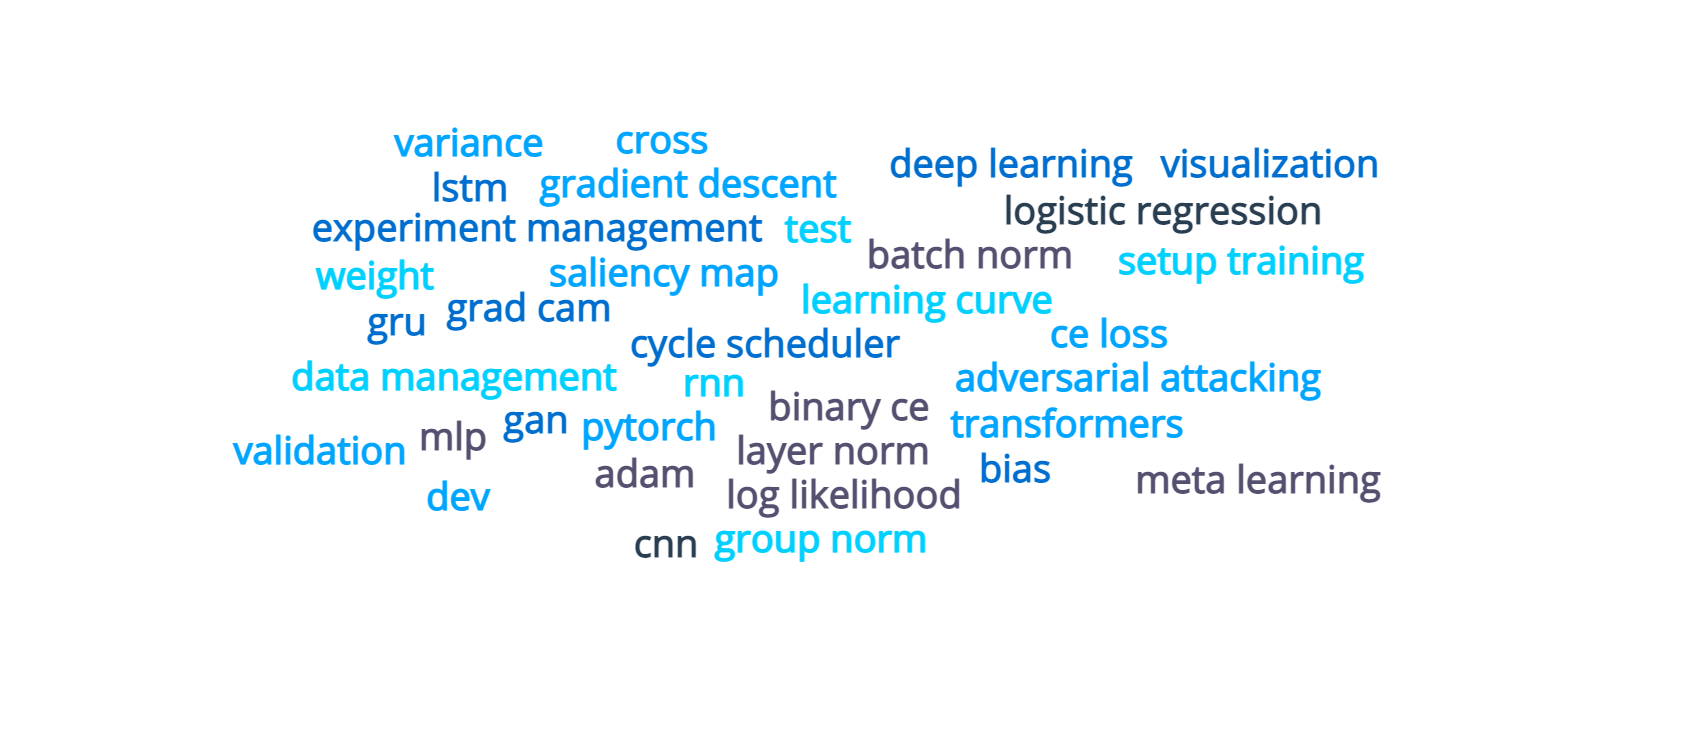 variance
cross
deep learning
visualization
lstm
gradient descent
logistic regression
experiment management
test
batch norm
setup training
weight
saliency map
learning curve
gru
grad cam
cycle scheduler
ce loss
data management
rnn
adversarial attacking
binary ce
mlp
gan
pytorch
transformers
validation
layer norm
adam
bias
meta learning
dev
log likelihood
cnn
group norm